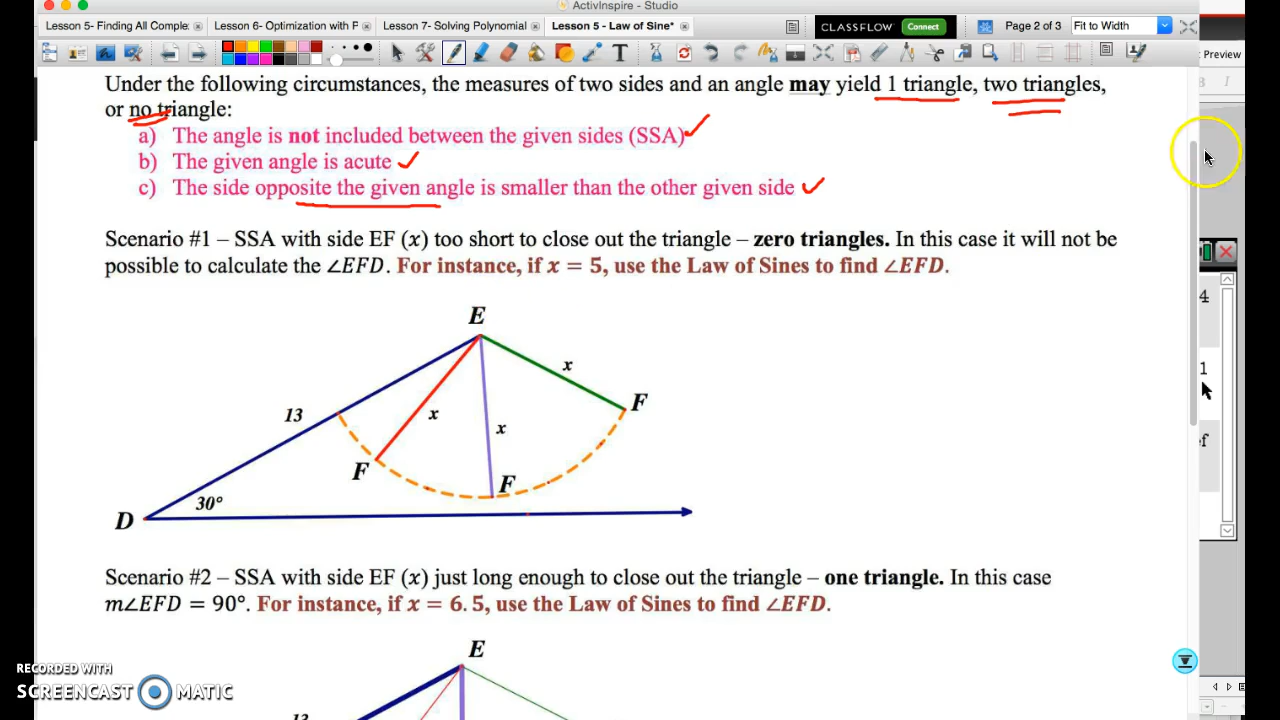 ActivInspire - Studio
Lesson 5- Finding All Comple:
Lesson 6- Optimization with F
Lesson 7- Solving Polynomial
Lesson 5 - Law of Sine*
CLASSFLOW
Connect
Page 2 of 3
Fit to Width
Preview
Under the following circumstances, the measures of two sides and an angle may yield 1 triangle, two triangles,
or no triangle:
a) The angle is not included between the given sides (SSA)
b) The given angle is acute
c) The side opposite the given angle is smaller than the other given side
Scenario #1 – SSA with side EF (x) too short to close out the triangle – zero triangles. In this case it will not be
possible to calculate the ∠EFD. For instance, if x = 5, use the Law of Sines to find ∠EFD.
E
x
13
x
F
x
F
F
30°
D
4
1
of
Scenario #2 – SSA with side EF (x) just long enough to close out the triangle – one triangle. In this case
m∠EFD = 90°. For instance, if x = 6.5, use the Law of Sines to find ∠EFD.
E
13
RECORDED WITH
SCREENCAST MATIC